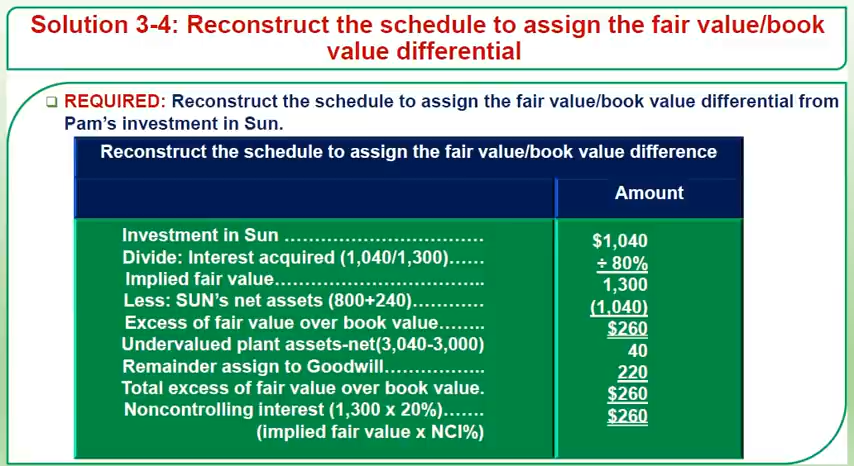 Solution 3-4: Reconstruct the schedule to assign the fair value/book
value differential
❑ REQUIRED: Reconstruct the schedule to assign the fair value/book value differential from
Pam's investment in Sun.
Reconstruct the schedule to assign the fair value/book value difference
Amount
Investment in Sun ................................ $1,040
Divide: Interest acquired (1,040/1,300)...... ÷ 80%
Implied fair value................................... 1,300
Less: SUN's net assets (800+240)............ (1,040)
Excess of fair value over book value........ $260
Undervalued plant assets-net(3,040-3,000) 40
Remainder assign to Goodwill................. 220
Total excess of fair value over book value. $260
Noncontrolling interest (1,300 x 20%)....... $260
(implied fair value x NCI%)